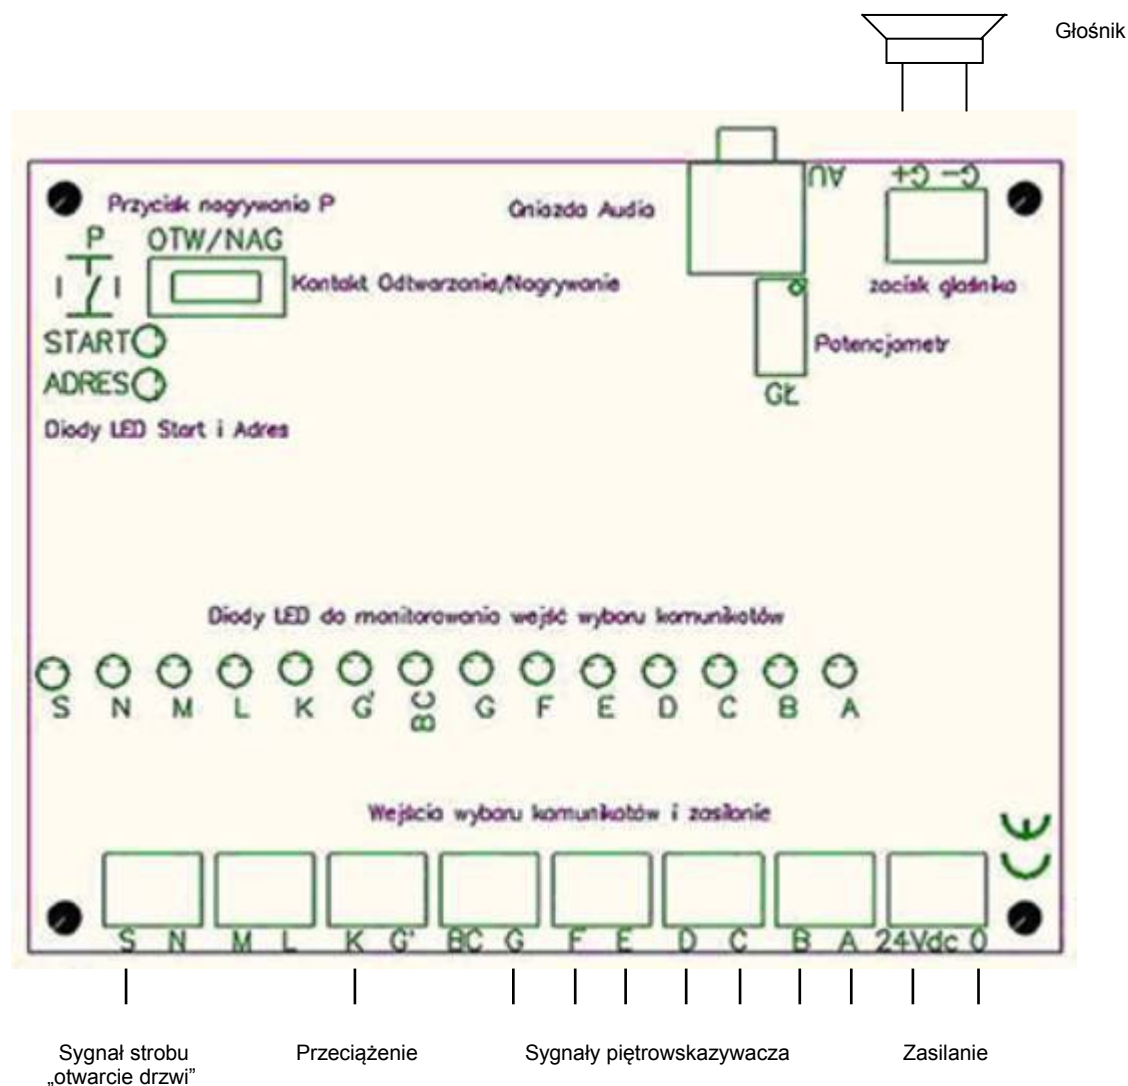 Głośnik
AU
G+ G-
Przycisk nagrywania P
Gniazda Audio
P
OTW/NAG
Kontakt Odtwarzanie/Nagrywanie
zacisk głośnika
START
Potencjometr
ADRES
GŁ
Diody LED Start i Adres
Diody LED do monitorowania wejść wyboru komunikatów
S N M L K G' BC G F E D C B A
Wejścia wyboru komunikatów i zasilanie
CE
S N M L K G' BC G F E D C B A 24Vdc 0
Sygnał strobu
„otwarcie drzwi”
Przeciążenie
Sygnały piętrowskazywacza
Zasilanie